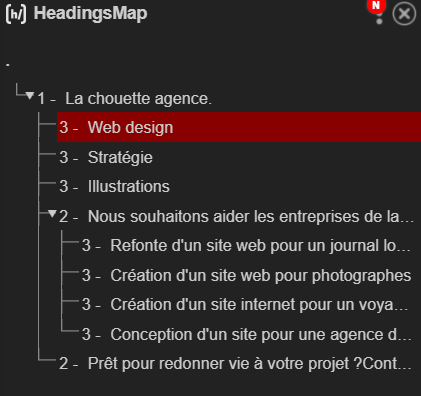 [h/] HeadingsMap
N
.
1 - La chouette agence.
3 - Web design
3 - Stratégie
3 - Illustrations
2 - Nous souhaitons aider les entreprises de la...
3 - Refonte d'un site web pour un journal lo...
3 - Création d'un site web pour photographes
3 - Création d'un site internet pour un voya...
3 - Conception d'un site pour une agence d...
2 - Prêt pour redonner vie à votre projet ?Cont...